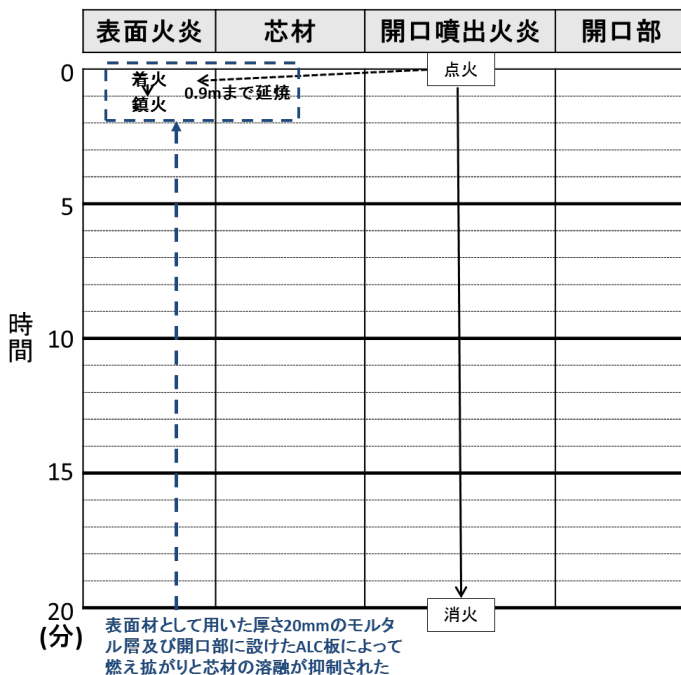 表面火炎 芯材 開口噴出火炎 開口部
0
点火
着火
0.9mまで延焼
鎮火
5
時間
10
15
20
(分)
消火
表面材として用いた厚さ20mmのモルタ
ル層及び開口部に設けたALC板によって
燃え拡がりと芯材の溶融が抑制された